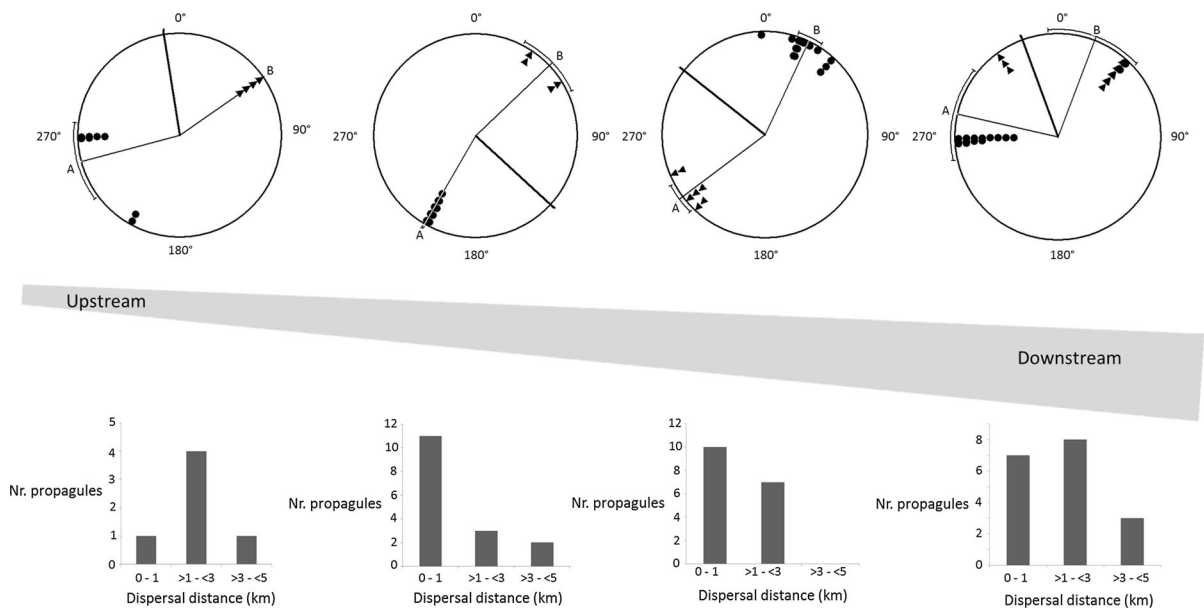 0°
B
90°
180°
A
270°
0°
B
90°
180°
A
270°
0°
B
90°
180°
A
270°
0°
B
90°
180°
A
270°
Upstream
Downstream
Nr. propagules
5
4
3
2
1
0
0 - 1
>1 - <3
>3 - <5
Dispersal distance (km)
Nr. propagules
12
10
8
6
4
2
0
0 - 1
>1 - <3
>3 - <5
Dispersal distance (km)
Nr. propagules
12
10
8
6
4
2
0
0 - 1
>1 - <3
>3 - <5
Dispersal distance (km)
Nr. propagules
8
6
4
2
0
0 - 1
>1 - <3
>3 - <5
Dispersal distance (km)